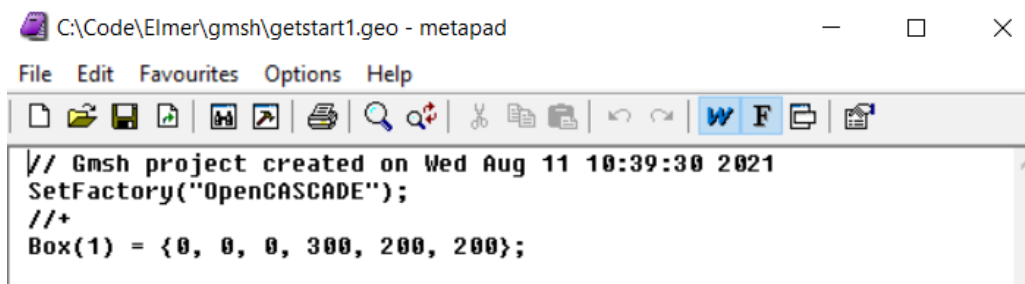 C:\Code\Elmer\gmsh\getstart1.geo - metapad
File Edit Favourites Options Help
W F
// Gmsh project created on Wed Aug 11 10:39:30 2021
SetFactory("OpenCASCADE");
//+
Box(1) = {0, 0, 0, 300, 200, 200};